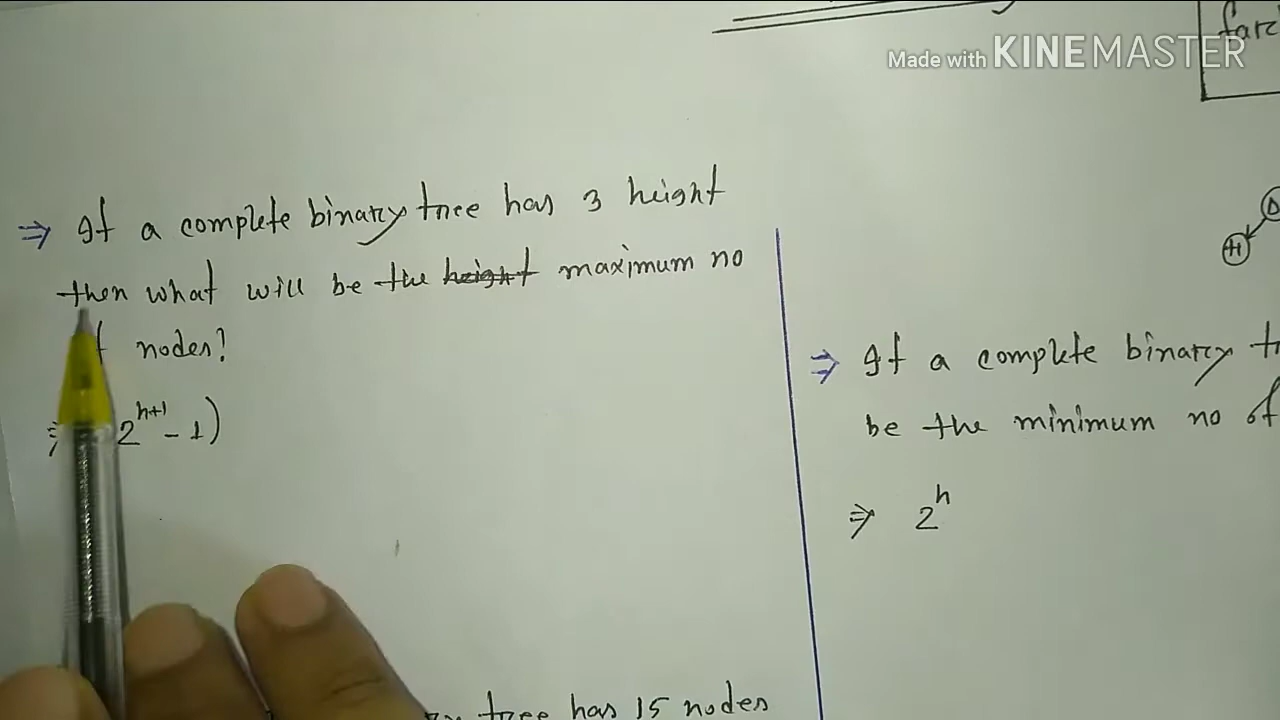 Made with KINEMASTER
farc
⇒ If a complete binary tree has 3 height
then what will be the height maximum no
nodes?
2^(h+1) - 1)
H
⇒ If a complete binary
be the minimum no of
⇒ 2^h
tree has 15 nodes